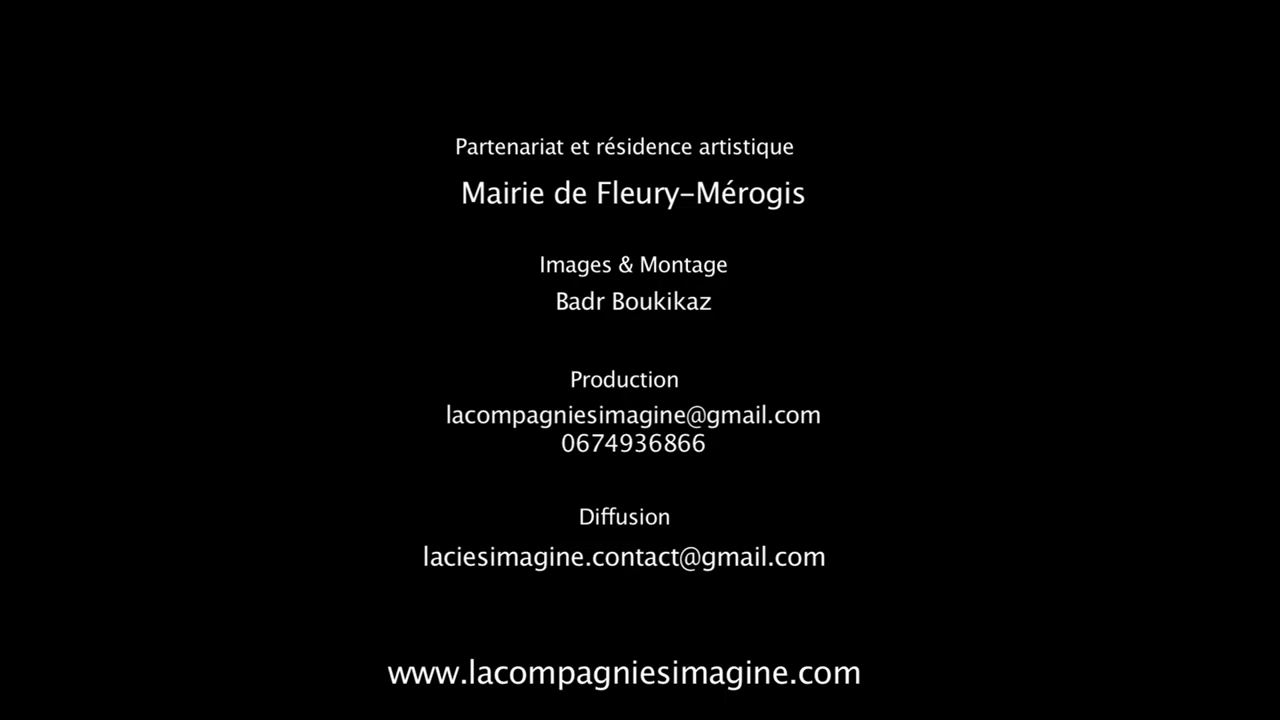 Partenariat et résidence artistique
Mairie de Fleury-Mérogis
Images & Montage
Badr Boukikaz
Production
lacompagniesimagine@gmail.com
0674936866
Diffusion
laciesimagine.contact@gmail.com
www.lacompagniesimagine.com